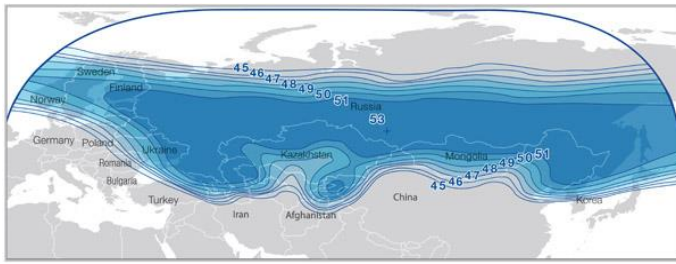 45 46 47 48 49 50 51
Sweden
Finland
Norway
Russia
53
Germany
Poland
Ukraine
Kazakhstan
Mongolia
45 46 47 48 49 50 51
Romania
Bulgaria
Turkey
Iran
Afghanistan
China
Korea